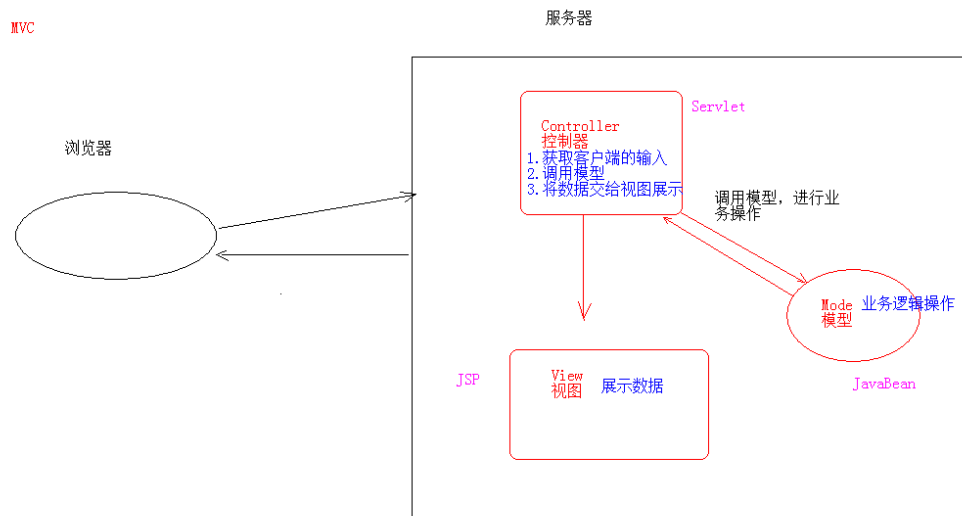 服务器
MVC
Servlet
Controller
控制器
1.获取客户端的输入
2.调用模型
3.将数据交给视图展示
浏览器
调用模型，进行业
务操作
Mode 业务逻辑操作
模型
JSP
View
视图 展示数据
JavaBean